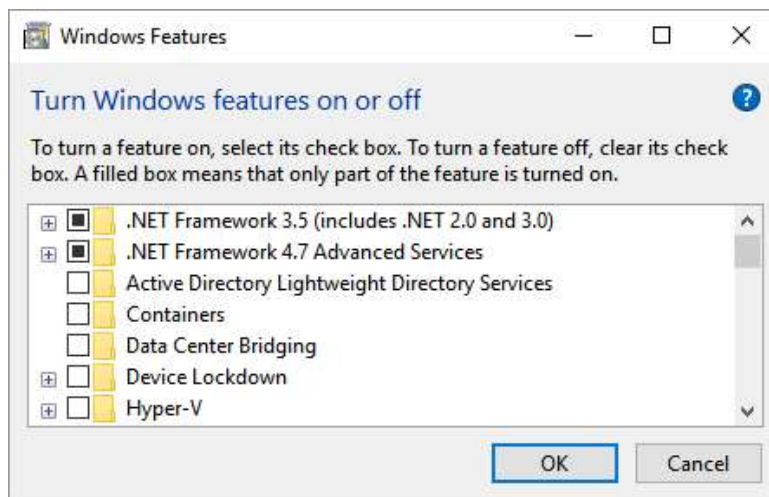 Windows Features
Turn Windows features on or off
?
To turn a feature on, select its check box. To turn a feature off, clear its check
box. A filled box means that only part of the feature is turned on.
.NET Framework 3.5 (includes .NET 2.0 and 3.0)
.NET Framework 4.7 Advanced Services
Active Directory Lightweight Directory Services
Containers
Data Center Bridging
Device Lockdown
Hyper-V
OK Cancel